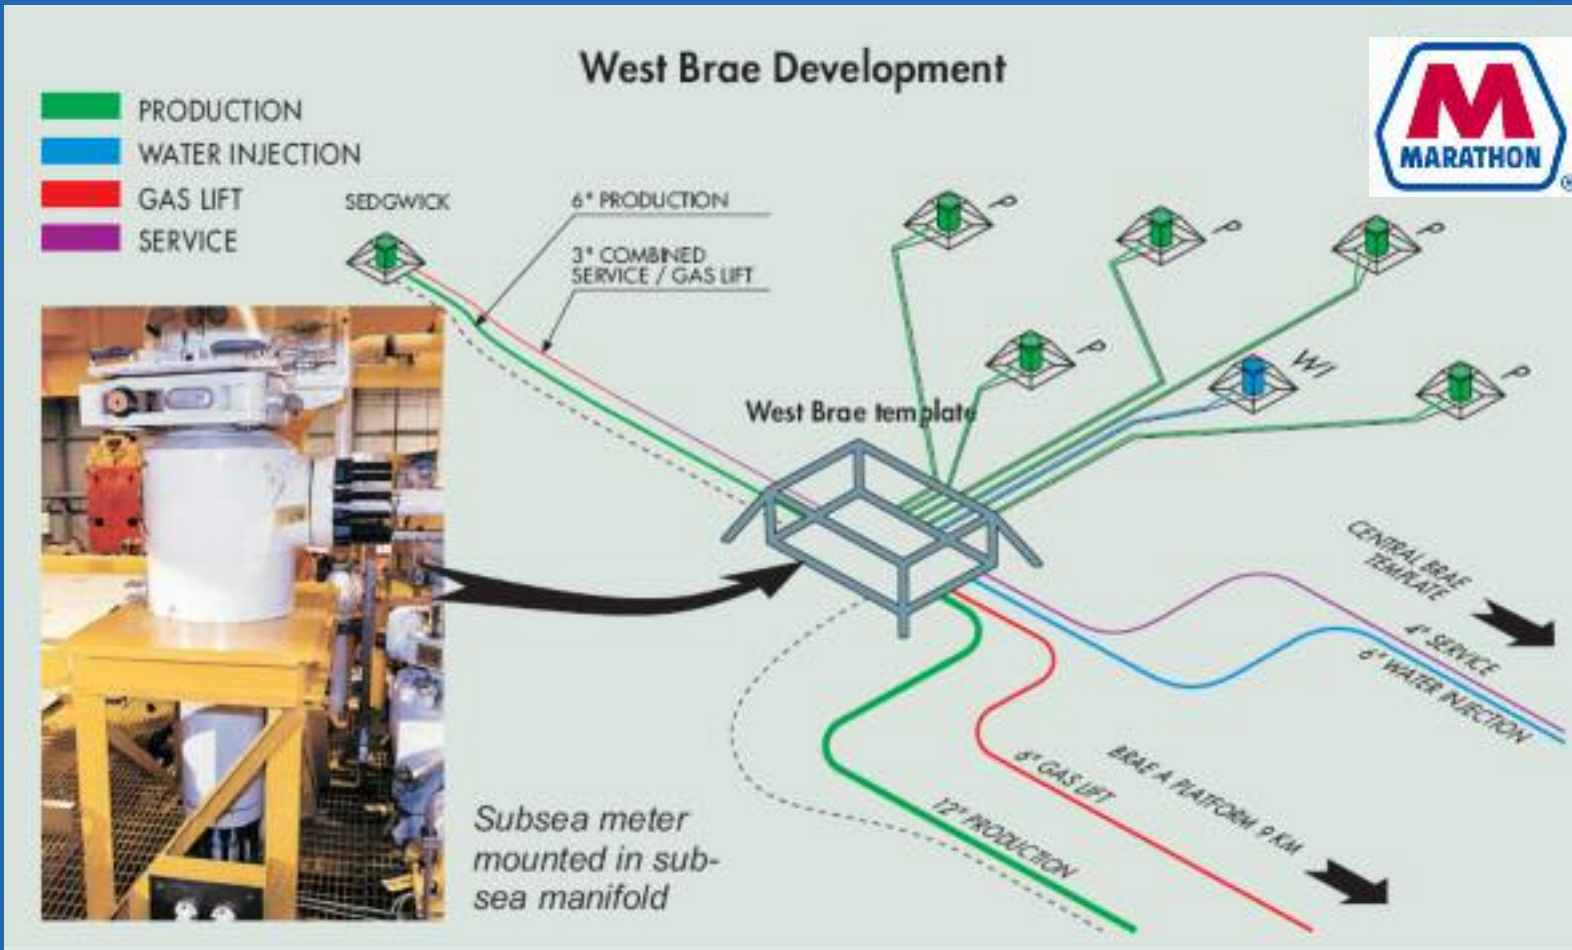 West Brae Development
M
MARATHON
®
PRODUCTION
WATER INJECTION
GAS LIFT
SERVICE
SEDGWICK
6" PRODUCTION
3" COMBINED
SERVICE / GAS LIFT
P
P
P
P
WI
P
West Brae template
CENTRAL BRAE
TEMPLATE
4" SERVICE
6" WATER INJECTION
6" GAS LIFT
BRAE A PLATFORM 9 KM
12" PRODUCTION
Subsea meter
mounted in sub-
sea manifold